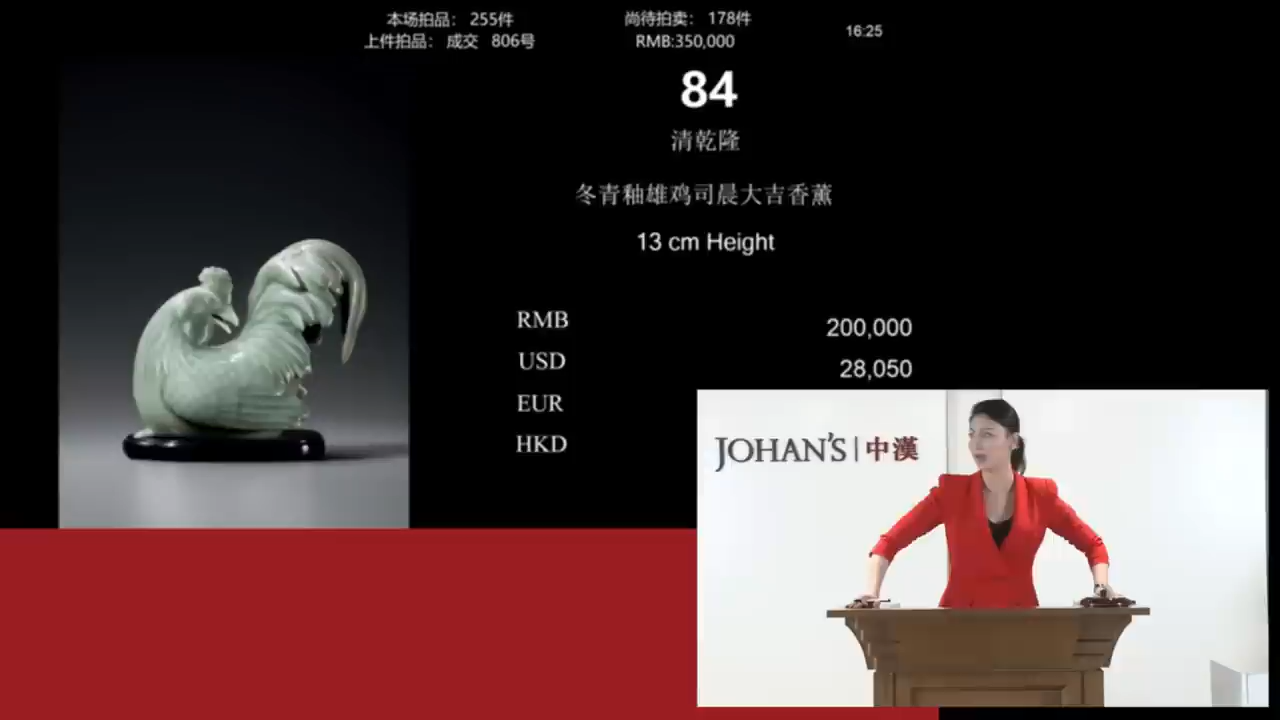 本场拍品： 255件
尚待拍卖： 178件
上件拍品： 成交 806号
RMB:350,000
16:25
84
清乾隆
冬青釉雄鸡司晨大吉香薰
13 cm Height
RMB 200,000
USD 28,050
EUR
HKD
JOHAN'S | 中漢